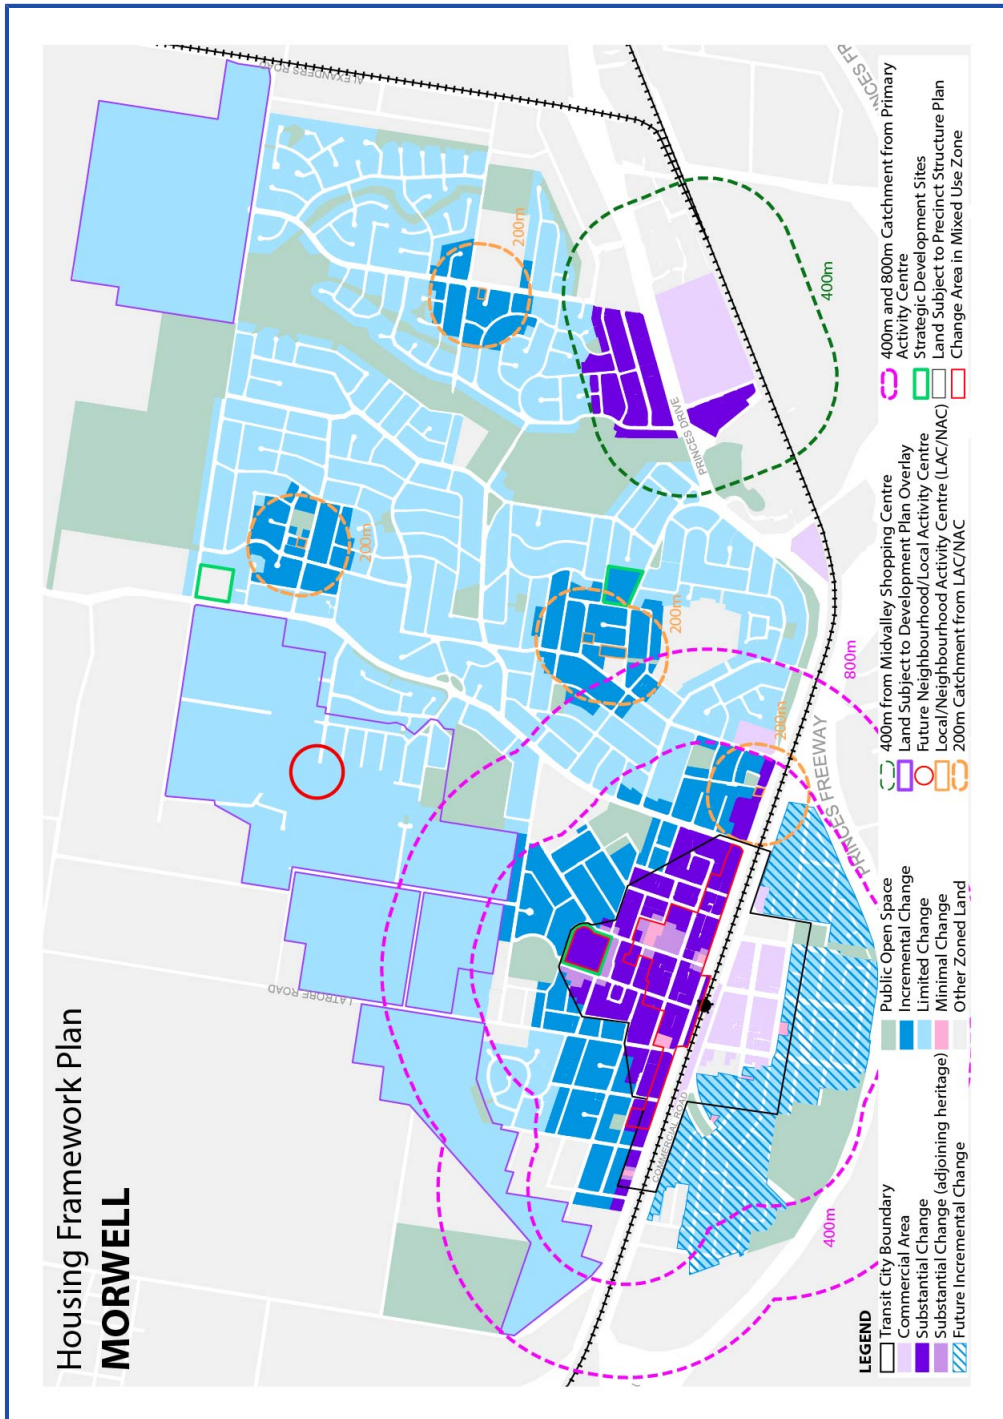 Housing Framework Plan
MORWELL
ALEXANDERS ROAD
PRINCES FR
INCES FR
200m
400m
200m
PRINCES DRIVE
200m
800m
200m
PRINCES FREEWAY
LATROBE ROAD
COMMERCIAL ROAD
400m
LEGEND
Transit City Boundary
Commercial Area
Substantial Change
Substantial Change (adjoining heritage)
Future Incremental Change
Public Open Space
Incremental Change
Limited Change
Minimal Change
Other Zoned Land
400m from Midvalley Shopping Centre
Land Subject to Development Plan Overlay
Future Neighbourhood/Local Activity Centre
Local/Neighbourhood Activity Centre (LAC/NAC)
200m Catchment from LAC/NAC
400m and 800m Catchment from Primary
Activity Centre
Strategic Development Sites
Land Subject to Precinct Structure Plan
Change Area in Mixed Use Zone